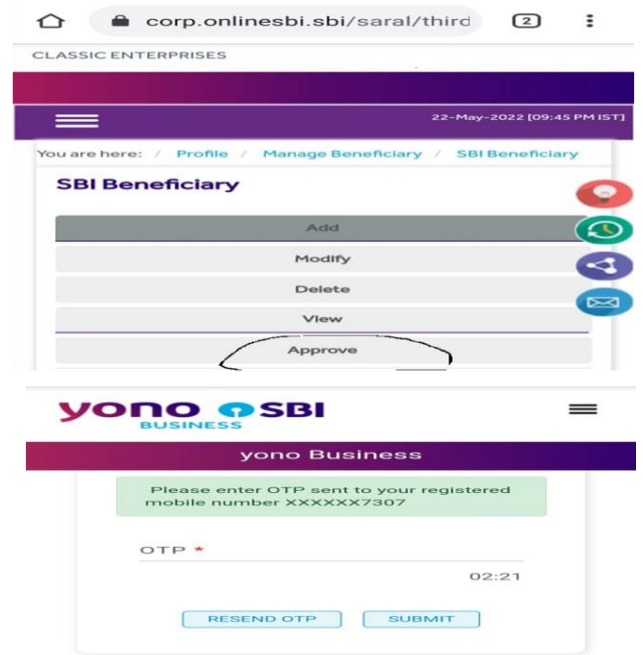 corp.onlinesbi.sbi/saral/third 2
CLASSIC ENTERPRISES
22-May-2022 [09:45 PM IST]
You are here: / Profile / Manage Beneficiary / SBI Beneficiary
SBI Beneficiary
Add
Modify
Delete
View
Approve
yono SBI
BUSINESS
yono Business
Please enter OTP sent to your registered
mobile number XXXXXX7307
OTP *
02:21
RESEND OTP SUBMIT